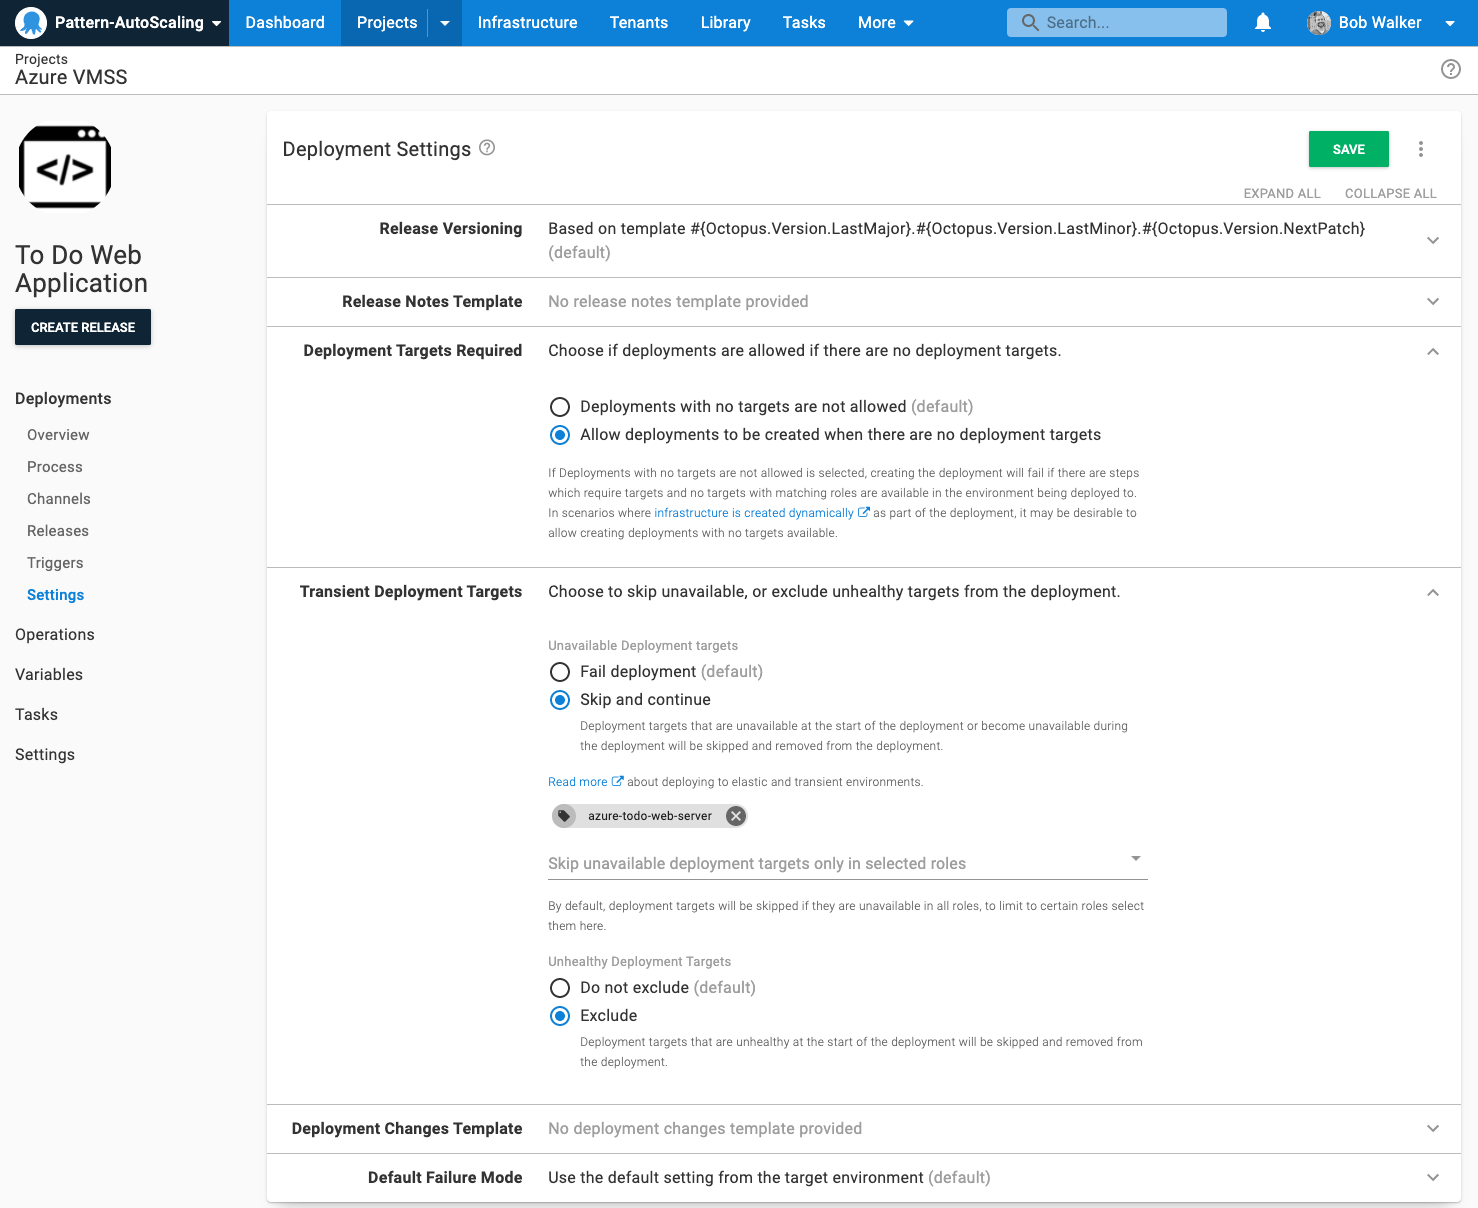 Pattern-AutoScaling Dashboard Projects Infrastructure Tenants Library Tasks More Search... Bob Walker
Projects
Azure VMSS
</>
To Do Web
Application
CREATE RELEASE
Deployments
Overview
Process
Channels
Releases
Triggers
Settings
Operations
Variables
Tasks
Settings
Deployment Settings
SAVE
EXPAND ALL COLLAPSE ALL
Release Versioning Based on template #{Octopus.Version.LastMajor}.#{Octopus.Version.LastMinor}.#{Octopus.Version.NextPatch}
(default)
Release Notes Template No release notes template provided
Deployment Targets Required Choose if deployments are allowed if there are no deployment targets.
Deployments with no targets are not allowed (default)
Allow deployments to be created when there are no deployment targets
If Deployments with no targets are not allowed is selected, creating the deployment will fail if there are steps
which require targets and no targets with matching roles are available in the environment being deployed to.
In scenarios where infrastructure is created dynamically as part of the deployment, it may be desirable to
allow creating deployments with no targets available.
Transient Deployment Targets Choose to skip unavailable, or exclude unhealthy targets from the deployment.
Unavailable Deployment targets
Fail deployment (default)
Skip and continue
Deployment targets that are unavailable at the start of the deployment or become unavailable during
the deployment will be skipped and removed from the deployment.
Read more about deploying to elastic and transient environments.
azure-todo-web-server
Skip unavailable deployment targets only in selected roles
By default, deployment targets will be skipped if they are unavailable in all roles, to limit to certain roles select
them here.
Unhealthy Deployment Targets
Do not exclude (default)
Exclude
Deployment targets that are unhealthy at the start of the deployment will be skipped and removed from
the deployment.
Deployment Changes Template No deployment changes template provided
Default Failure Mode Use the default setting from the target environment (default)